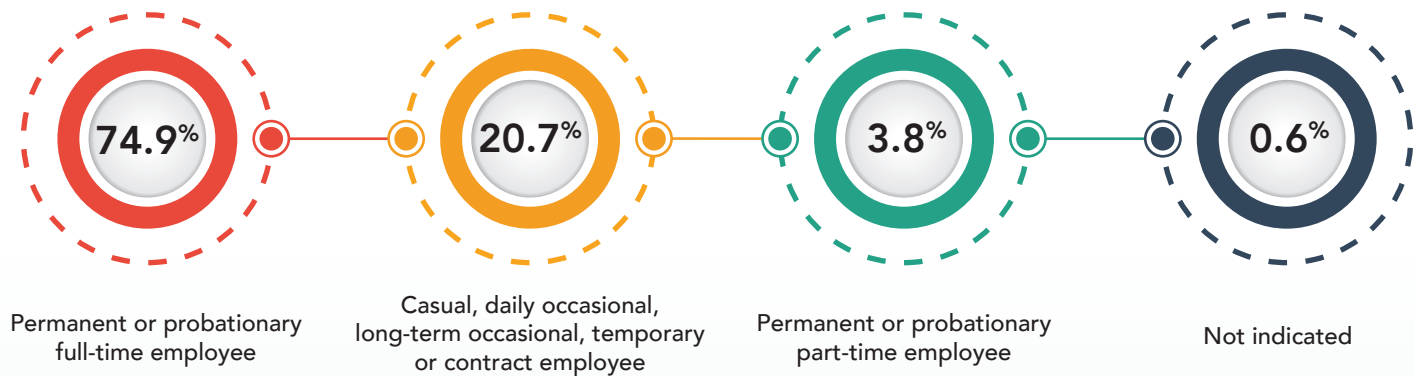 74.9%
20.7%
3.8%
0.6%
Permanent or probationary
full-time employee
Casual, daily occasional,
long-term occasional, temporary
or contract employee
Permanent or probationary
part-time employee
Not indicated